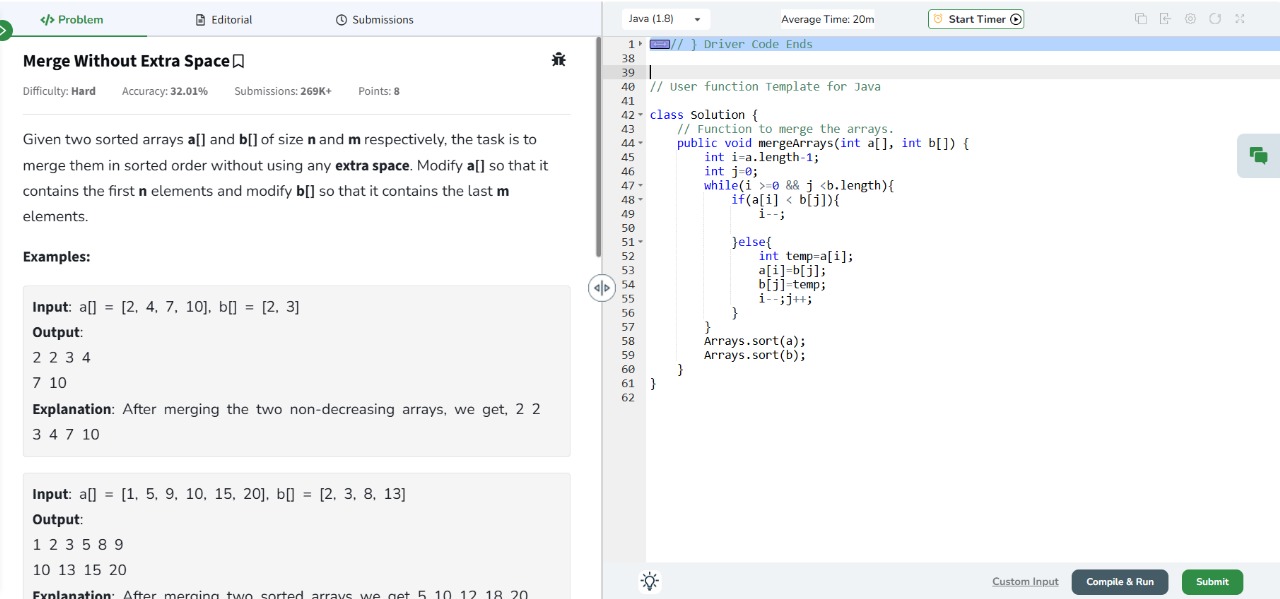 Problem
Editorial
Submissions
Merge Without Extra Space
Difficulty: Hard Accuracy: 32.01% Submissions: 269K+ Points: 8
Given two sorted arrays a[] and b[] of size n and m respectively, the task is to
merge them in sorted order without using any extra space. Modify a[] so that it
contains the first n elements and modify b[] so that it contains the last m
elements.
Examples:
Input: a[] = [2, 4, 7, 10], b[] = [2, 3]
Output:
2 2 3 4
7 10
Explanation: After merging the two non-decreasing arrays, we get, 2 2
3 4 7 10
Input: a[] = [1, 5, 9, 10, 15, 20], b[] = [2, 3, 8, 13]
Output:
1 2 3 5 8 9
10 13 15 20
Explanation: After merging two sorted arrays we get 5 10 12 18 20
Java (1.8)
Average Time: 20m
Start Timer
1 // } Driver Code Ends
38
39
40 // User function Template for Java
41
42 class Solution {
43 // Function to merge the arrays.
44 public void mergeArrays(int a[], int b[]) {
45 int i=a.length-1;
46 int j=0;
47 while(i >=0 && j <b.length){
48 if(a[i] < b[j]){
49 i--;
50
51 }else{
52 int temp=a[i];
53 a[i]=b[j];
54 b[j]=temp;
55 i--;j++;
56 }
57 }
58 Arrays.sort(a);
59 Arrays.sort(b);
60 }
61 }
62
Custom Input
Compile & Run
Submit